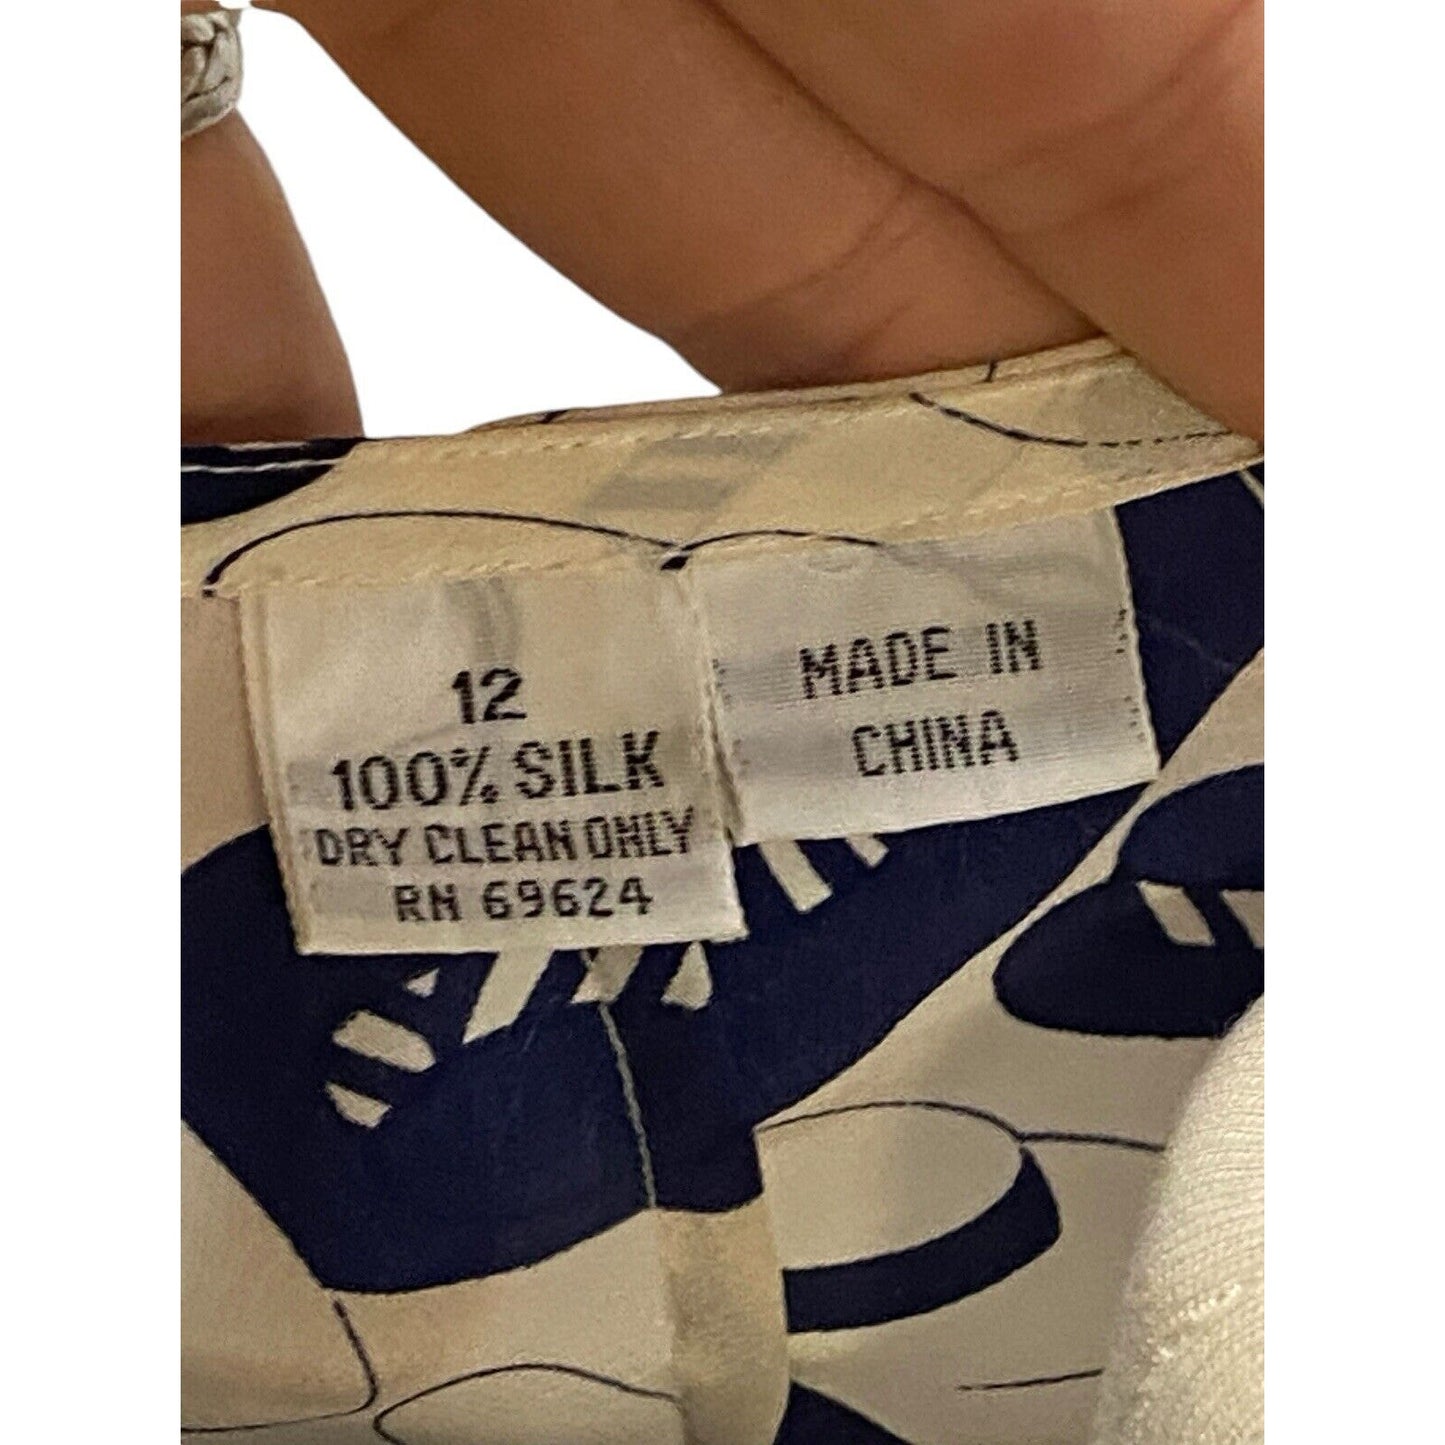 12
100% SILK
DRY CLEAN ONLY
RN 69624
MADE IN
CHINA